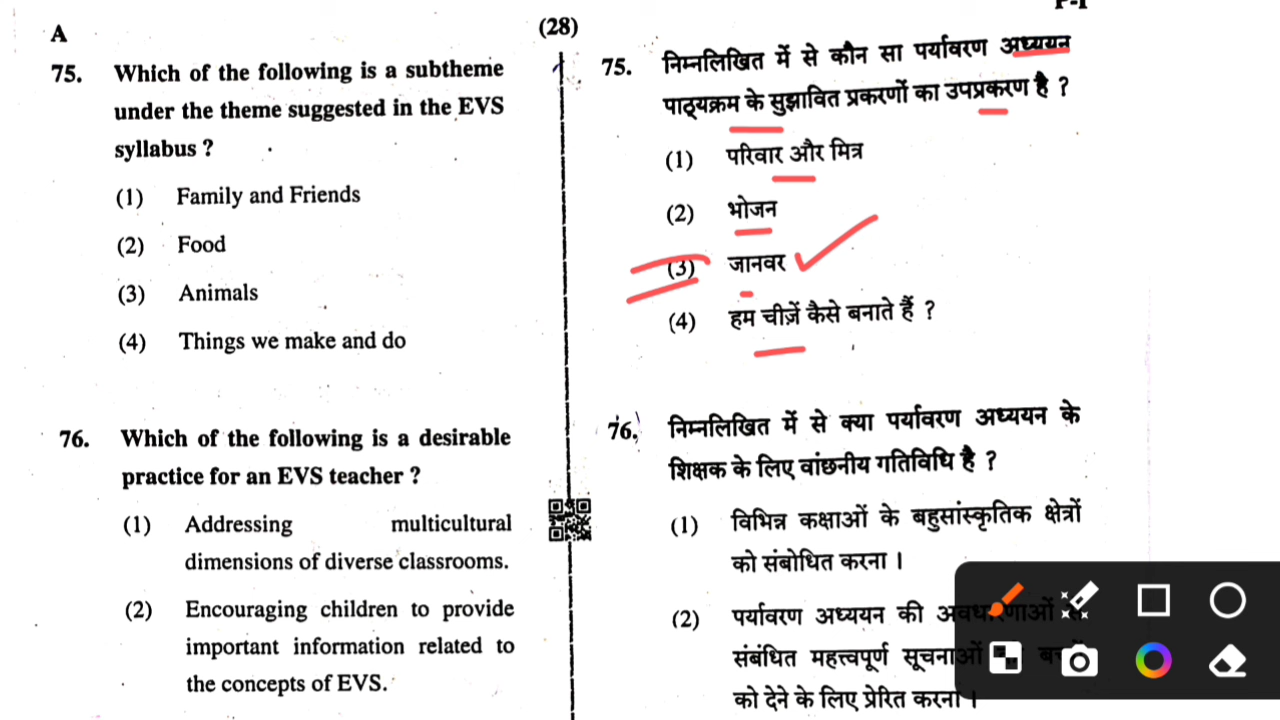 P-I
A
(28)
75. Which of the following is a subtheme
under the theme suggested in the EVS
syllabus ?
(1) Family and Friends
(2) Food
(3) Animals
(4) Things we make and do
76. Which of the following is a desirable
practice for an EVS teacher ?
(1) Addressing multicultural
dimensions of diverse classrooms.
(2) Encouraging children to provide
important information related to
the concepts of EVS.
75. निम्नलिखित में से कौन सा पर्यावरण अध्ययन
पाठ्यक्रम के सुझावित प्रकरणों का उपप्रकरण है ?
(1) परिवार और मित्र
(2) भोजन
(3) जानवर
(4) हम चीज़ें कैसे बनाते हैं ?
76. निम्नलिखित में से क्या पर्यावरण अध्ययन के
शिक्षक के लिए वांछनीय गतिविधि है ?
(1) विभिन्न कक्षाओं के बहुसांस्कृतिक क्षेत्रों
को संबोधित करना ।
(2) पर्यावरण अध्ययन की अवधारणाओं
संबंधित महत्त्वपूर्ण सूचनाओं
को देने के लिए प्रेरित करना ।